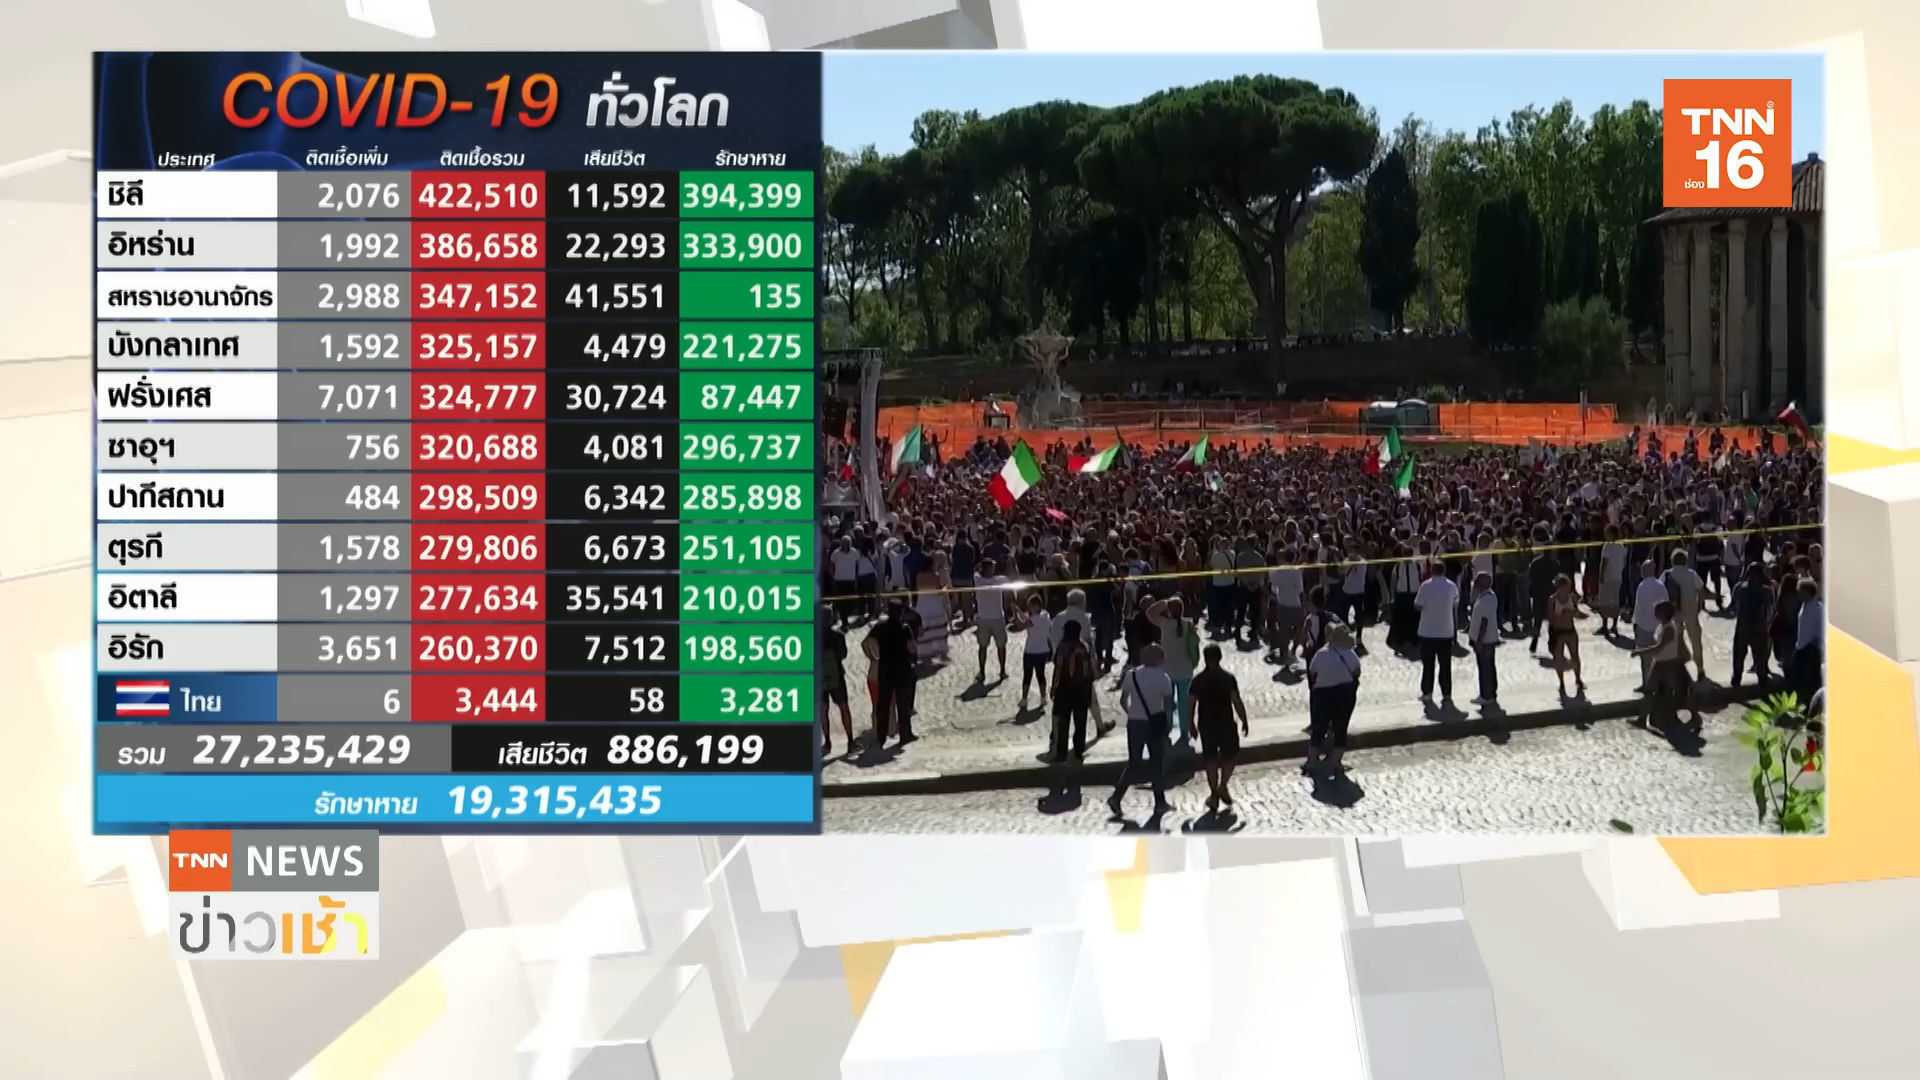 COVID-19 ทั่วโลก
ประเทศ ติดเชื้อเพิ่ม ติดเชื้อรวม เสียชีวิต รักษาหาย
ชิลี 2,076 422,510 11,592 394,399
อิหร่าน 1,992 386,658 22,293 333,900
สหราชอานาจักร 2,988 347,152 41,551 135
บังกลาเทศ 1,592 325,157 4,479 221,275
ฟรั่งเศส 7,071 324,777 30,724 87,447
ซาอุฯ 756 320,688 4,081 296,737
ปากีสถาน 484 298,509 6,342 285,898
ตุรกี 1,578 279,806 6,673 251,105
อิตาลี 1,297 277,634 35,541 210,015
อิรัก 3,651 260,370 7,512 198,560
ไทย 6 3,444 58 3,281
รวม 27,235,429 เสียชีวิต 886,199
รักษาหาย 19,315,435
TNN
ช่อง 16
TNN NEWS
ข่าวเช้า